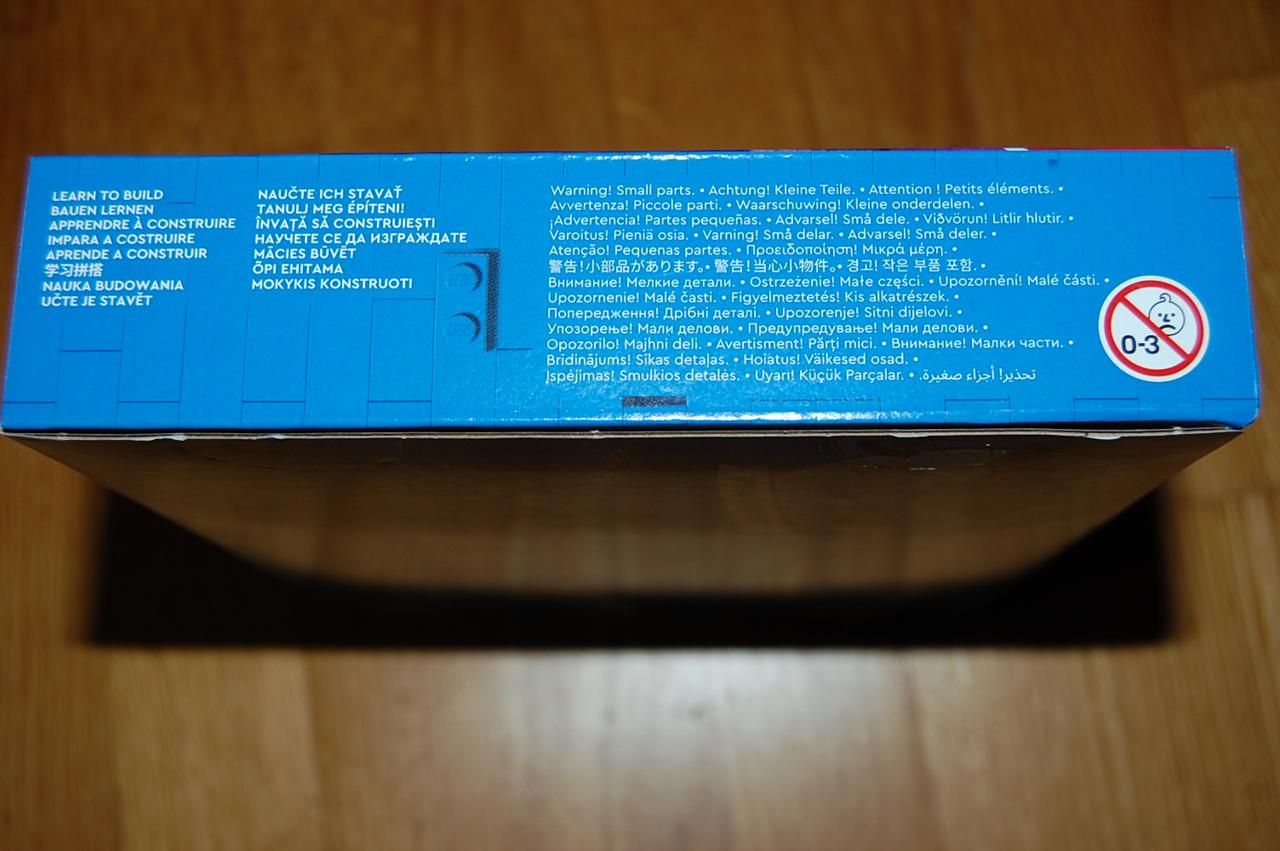 LEARN TO BUILD
BAUEN LERNEN
APPRENDRE À CONSTRUIRE
IMPARA A COSTRUIRE
APRENDE A CONSTRUIR
学习拼搭
NAUKA BUDOWANIA
UČTE JE STAVĚT
NAUČTE ICH STAVAŤ
TANULJ MEG ÉPÍTENI!
ÎNVAȚĂ SĂ CONSTRUIEȘTI
НАУЧЕТЕ СЕ ДА ИЗГРАЖДАТЕ
MĀCIES BŪVĒT
ÕPI EHITAMA
MOKYKIS KONSTRUOTI
LEGO
LEGO
Warning! Small parts. • Achtung! Kleine Teile. • Attention ! Petits éléments. •
Avvertenza! Piccole parti. • Waarschuwing! Kleine onderdelen. •
¡Advertencia! Partes pequeñas. • Advarsel! Små dele. • Viðvörun! Litlir hlutir. •
Varoitus! Pieniä osia. • Varning! Små delar. • Advarsel! Små deler. •
Atenção! Pequenas partes. • Προειδοποίηση! Μικρά μέρη. •
警告!小部品があります。• 警告!当心小物件。• 경고! 작은 부품 포함. •
Внимание! Мелкие детали. • Ostrzeżenie! Małe części. • Upozornění! Malé části. •
Upozornenie! Malé časti. • Figyelmeztetés! Kis alkatrészek. •
Попередження! Дрібні деталі. • Upozorenje! Sitni dijelovi. •
Упозорење! Мали делови. • Предупредување! Мали делови. •
Opozorilo! Majhni deli. • Avertisment! Părți mici. • Внимание! Малки части. •
Brīdinājums! Sīkas detaļas. • Hoiatus! Väikesed osad. •
Įspėjimas! Smulkios detalės. • Uyarı! Küçük Parçalar. • تحذير! أجزاء صغيرة.
0-3